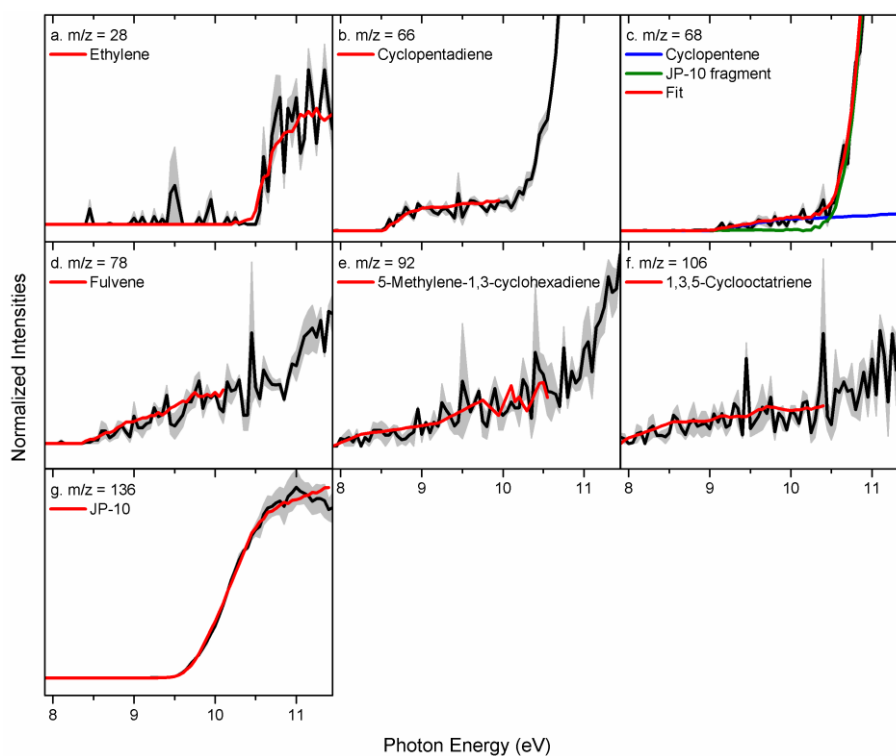 a. m/z = 28
Ethylene
b. m/z = 66
Cyclopentadiene
c. m/z = 68
Cyclopentene
JP-10 fragment
Fit
d. m/z = 78
Fulvene
e. m/z = 92
5-Methylene-1,3-cyclohexadiene
f. m/z = 106
1,3,5-Cyclooctatriene
Normalized Intensities
8 9 10 11
8 9 10 11
g. m/z = 136
JP-10
8 9 10 11
Photon Energy (eV)